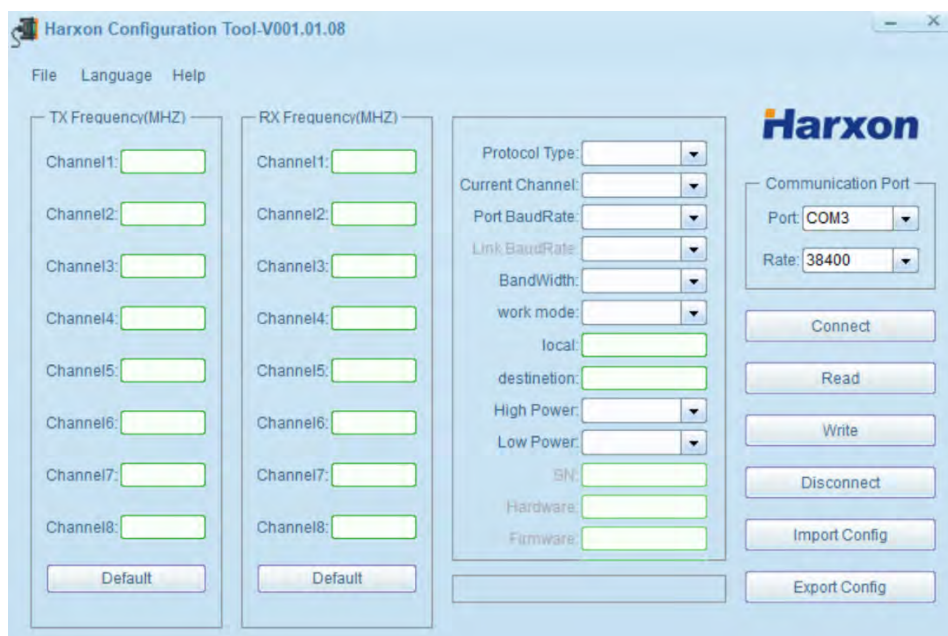 Harxon Configuration Tool-V001.01.08
File Language Help
TX Frequency(MHZ)
Channel1:
Channel2:
Channel3:
Channel4:
Channel5:
Channel6:
Channel7:
Channel8:
Default
RX Frequency(MHZ)
Channel1:
Channel2:
Channel3:
Channel4:
Channel5:
Channel6:
Channel7:
Channel8:
Default
Protocol Type:
Current Channel:
Port BaudRate:
Link BaudRate:
BandWidth:
work mode:
local:
destinetion:
High Power:
Low Power:
SN:
Hardware:
Firmware:
Harxon
Communication Port
Port: COM3
Rate: 38400
Connect
Read
Write
Disconnect
Import Config
Export Config